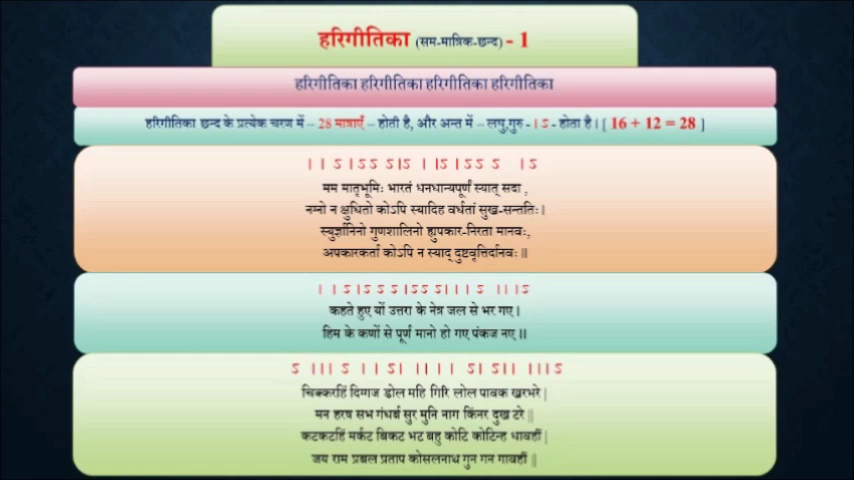 हरिगीतिका (सम-मात्रिक-छन्द) - 1
हरिगीतिका हरिगीतिका हरिगीतिका हरिगीतिका
हरिगीतिका छन्द के प्रत्येक चरण में – 28 मात्राएँ – होती है, और अन्त में – लघु,गुरु - । ऽ - होता है । [ 16 + 12 = 28 ]
। । ऽ । ऽ ऽ ऽ । ऽ । । ऽ । ऽ ऽ ऽ । ऽ
मम मातृभूमिः भारतं धनधान्यपूर्णं स्यात् सदा ,
नग्नो न क्षुधितो कोऽपि स्यादिह वर्धतां सुख-सन्ततिः ।
स्युर्ज्ञानिनो गुणशालिनो ह्युपकार-निरता मानवः,
अपकारकर्ता कोऽपि न स्याद् दुष्टवृत्तिर्दानवः ॥
। । ऽ । ऽ ऽ ऽ । ऽ ऽ ऽ । । । ऽ । । । ऽ
कहते हुए यों उत्तरा के नेत्र जल से भर गए ।
हिम के कणों से पूर्ण मानो हो गए पंकज नए ॥
ऽ । । । ऽ । । ऽ । । । । । ऽ । ऽ । । । । । ऽ
चिक्करहिं दिग्गज डोल महि गिरि लोल पावक खरभरे |
मन हरष सभ गंधर्ब सुर मुनि नाग किंनर दुख टरे ||
कटकटहिं मर्कट बिकट भट बहु कोटि कोटिन्ह धावहीं |
जय राम प्रबल प्रताप कोसलनाथ गुन गन गावहीं ||